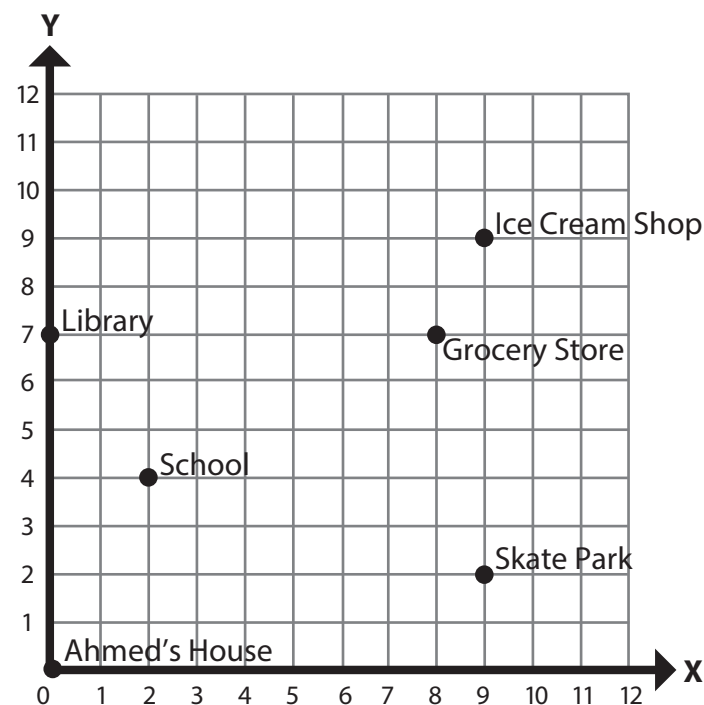 Y
12
11
10
9
Ice Cream Shop
8
7
Library
Grocery Store
6
5
4
School
3
2
Skate Park
1
Ahmed's House
X
0 1 2 3 4 5 6 7 8 9 10 11 12